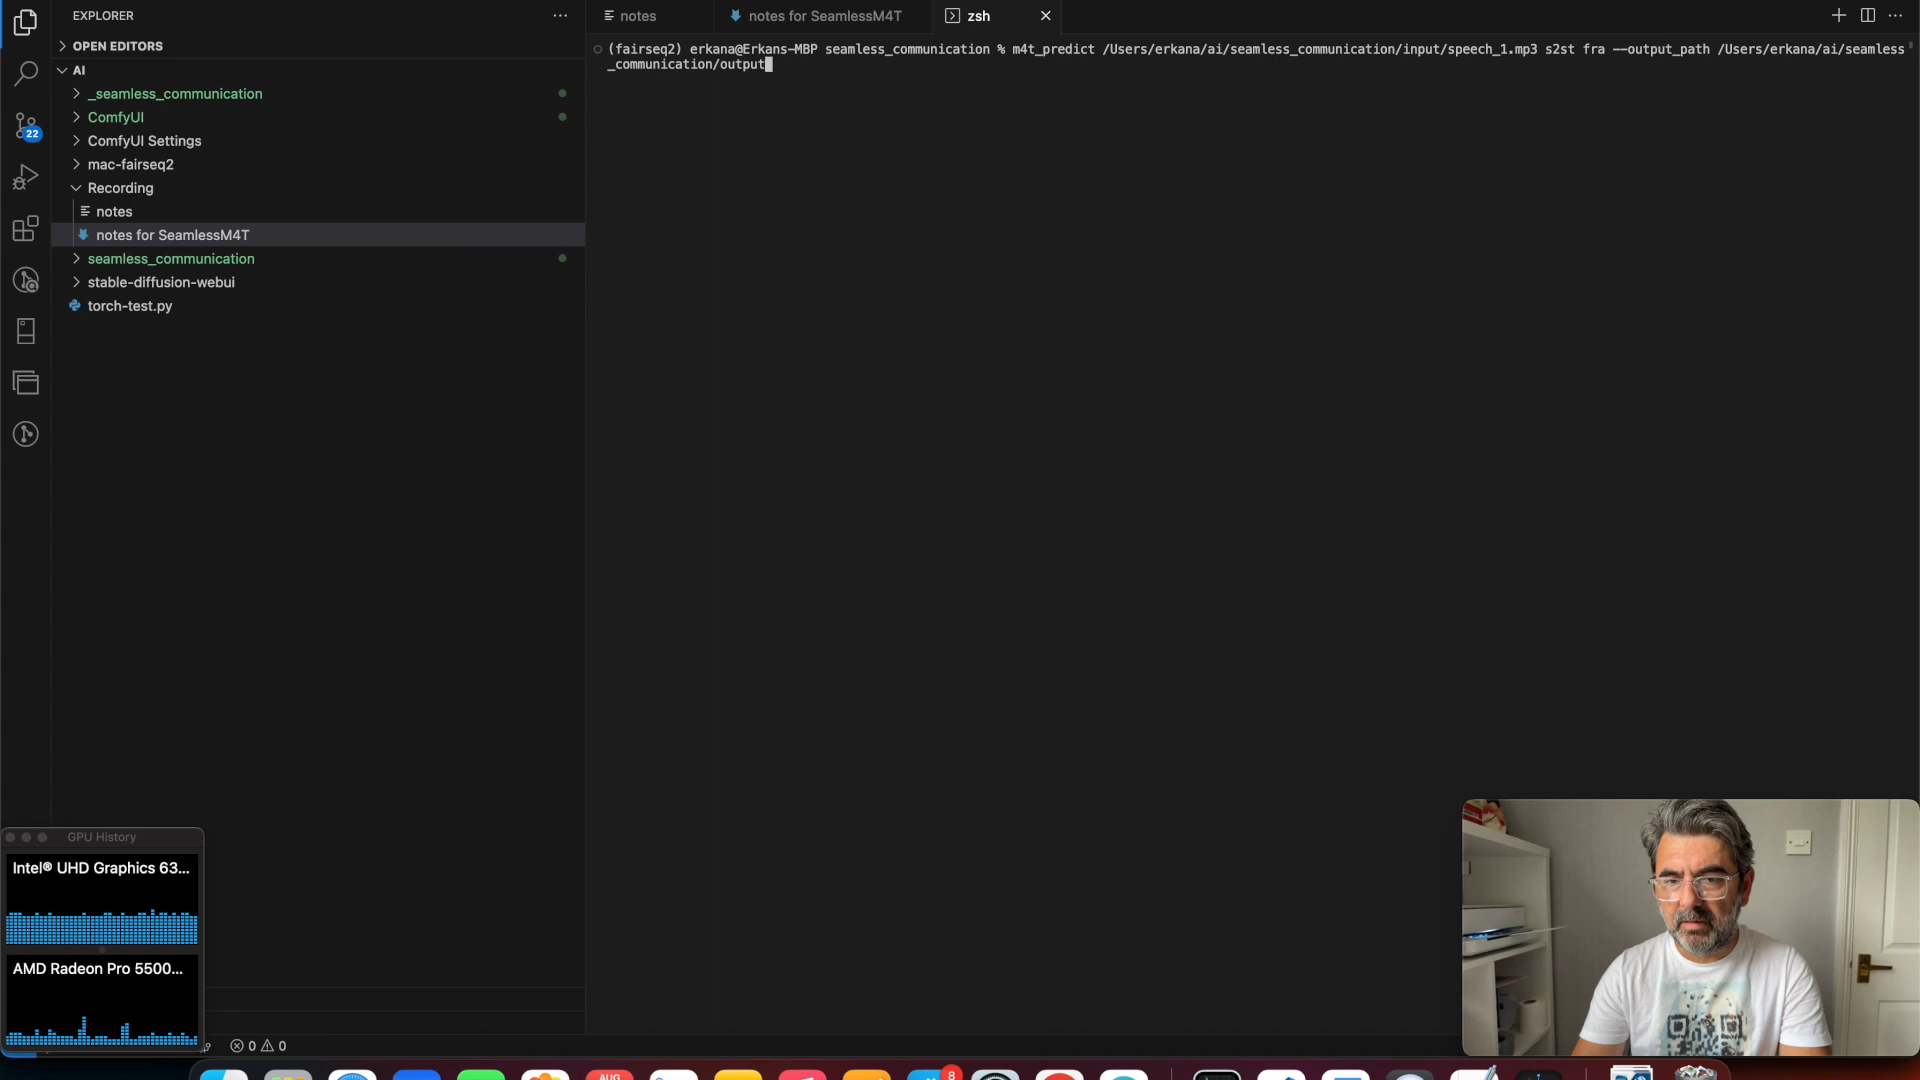 EXPLORER
OPEN EDITORS
AI
_seamless_communication
ComfyUI
ComfyUI Settings
mac-fairseq2
Recording
notes
notes for SeamlessM4T
seamless_communication
stable-diffusion-webui
torch-test.py
22
notes
notes for SeamlessM4T
zsh
(fairseq2) erkana@Erkans-MBP seamless_communication % m4t_predict /Users/erkana/ai/seamless_communication/input/speech_1.mp3 s2st fra --output_path /Users/erkana/ai/seamless
_communication/output
GPU History
Intel® UHD Graphics 63...
AMD Radeon Pro 5500...
0 0
AUG
8